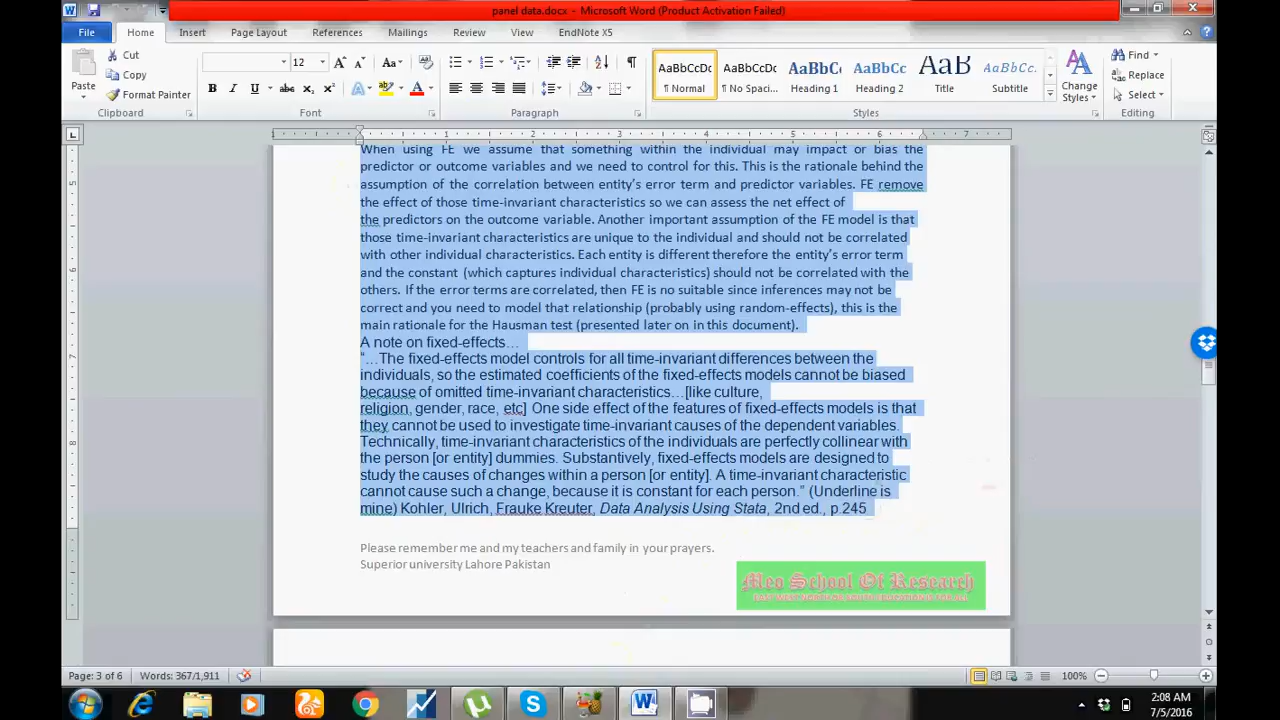 panel data.docx - Microsoft Word (Product Activation Failed)
File Home Insert Page Layout References Mailings Review View EndNote X5
Paste
Cut
Copy
Format Painter
Clipboard
12
Font
Paragraph
AaBbCcDc AaBbCcDc AaBbCc AaBbCc AaB AaBbCc.
¶ Normal ¶ No Spaci... Heading 1 Heading 2 Title Subtitle
Styles
Change
Styles
Find
Replace
Select
Editing
When using FE we assume that something within the individual may impact or bias the
predictor or outcome variables and we need to control for this. This is the rationale behind the
assumption of the correlation between entity's error term and predictor variables. FE remove
the effect of those time-invariant characteristics so we can assess the net effect of
the predictors on the outcome variable. Another important assumption of the FE model is that
those time-invariant characteristics are unique to the individual and should not be correlated
with other individual characteristics. Each entity is different therefore the entity's error term
and the constant (which captures individual characteristics) should not be correlated with the
others. If the error terms are correlated, then FE is no suitable since inferences may not be
correct and you need to model that relationship (probably using random-effects), this is the
main rationale for the Hausman test (presented later on in this document).
A note on fixed-effects…
“…The fixed-effects model controls for all time-invariant differences between the
individuals, so the estimated coefficients of the fixed-effects models cannot be biased
because of omitted time-invariant characteristics…[like culture,
religion, gender, race, etc] One side effect of the features of fixed-effects models is that
they cannot be used to investigate time-invariant causes of the dependent variables.
Technically, time-invariant characteristics of the individuals are perfectly collinear with
the person [or entity] dummies. Substantively, fixed-effects models are designed to
study the causes of changes within a person [or entity]. A time-invariant characteristic
cannot cause such a change, because it is constant for each person.” (Underline is
mine) Kohler, Ulrich, Frauke Kreuter, Data Analysis Using Stata, 2nd ed., p.245
Please remember me and my teachers and family in your prayers.
Superior university Lahore Pakistan
Meo School Of Research
EAST WEST NORTH OR SOUTH EDUCATIONS FOR ALL
Page: 3 of 6 Words: 367/1,911 100%
2:08 AM
7/5/2016